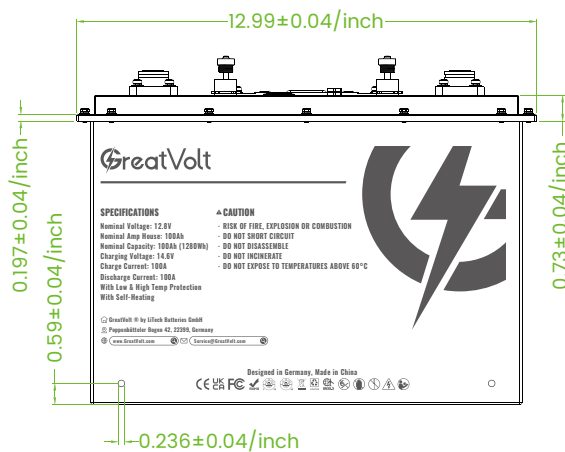 12.99±0.04/inch
0.197±0.04/inch
0.59±0.04/inch
0.73±0.04/inch
0.236±0.04/inch
GreatVolt
SPECIFICATIONS
Nominal Voltage: 12.8V
Nominal Amp House: 100Ah
Nominal Capacity: 100Ah (1280Wh)
Charging Voltage: 14.6V
Charge Current: 100A
Discharge Current: 100A
With Low & High Temp Protection
With Self-Heating
CAUTION
- RISK OF FIRE, EXPLOSION OR COMBUSTION
- DO NOT SHORT CIRCUIT
- DO NOT DISASSEMBLE
- DO NOT INCINERATE
- DO NOT EXPOSE TO TEMPERATURES ABOVE 60°C
GreatVolt ® by LiTech Batteries GmbH
Poppenbütteler Bogen 42, 22399, Germany
www.GreatVolt.com Service@GreatVolt.com
Designed in Germany, Made in China
CE UK CA FC